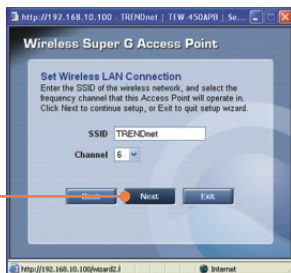 http://192.168.10.100 - TRENDnet | TEW-450APB | Se...
Wireless Super G Access Point
Set Wireless LAN Connection
Enter the SSID of the wireless network, and select the
frequency channel that this Access Point will operate in.
Click Next to continue setup, or Exit to quit setup wizard.
SSID TRENDnet
Channel 6
Back Next Exit
http://192.168.10.100/wizard2.l Internet